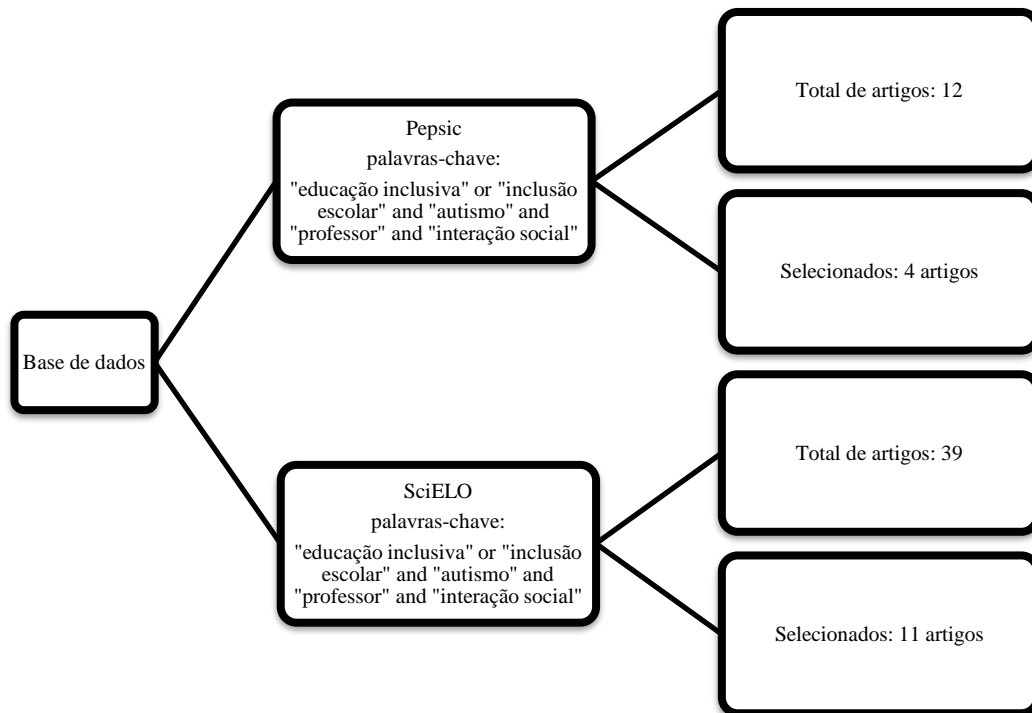 Base de dados
Pepsic
palavras-chave:
"educação inclusiva" or "inclusão
escolar" and "autismo" and
"professor" and "interação social"
Total de artigos: 12
Selecionados: 4 artigos
SciELO
palavras-chave:
"educação inclusiva" or "inclusão
escolar" and "autismo" and
"professor" and "interação social"
Total de artigos: 39
Selecionados: 11 artigos